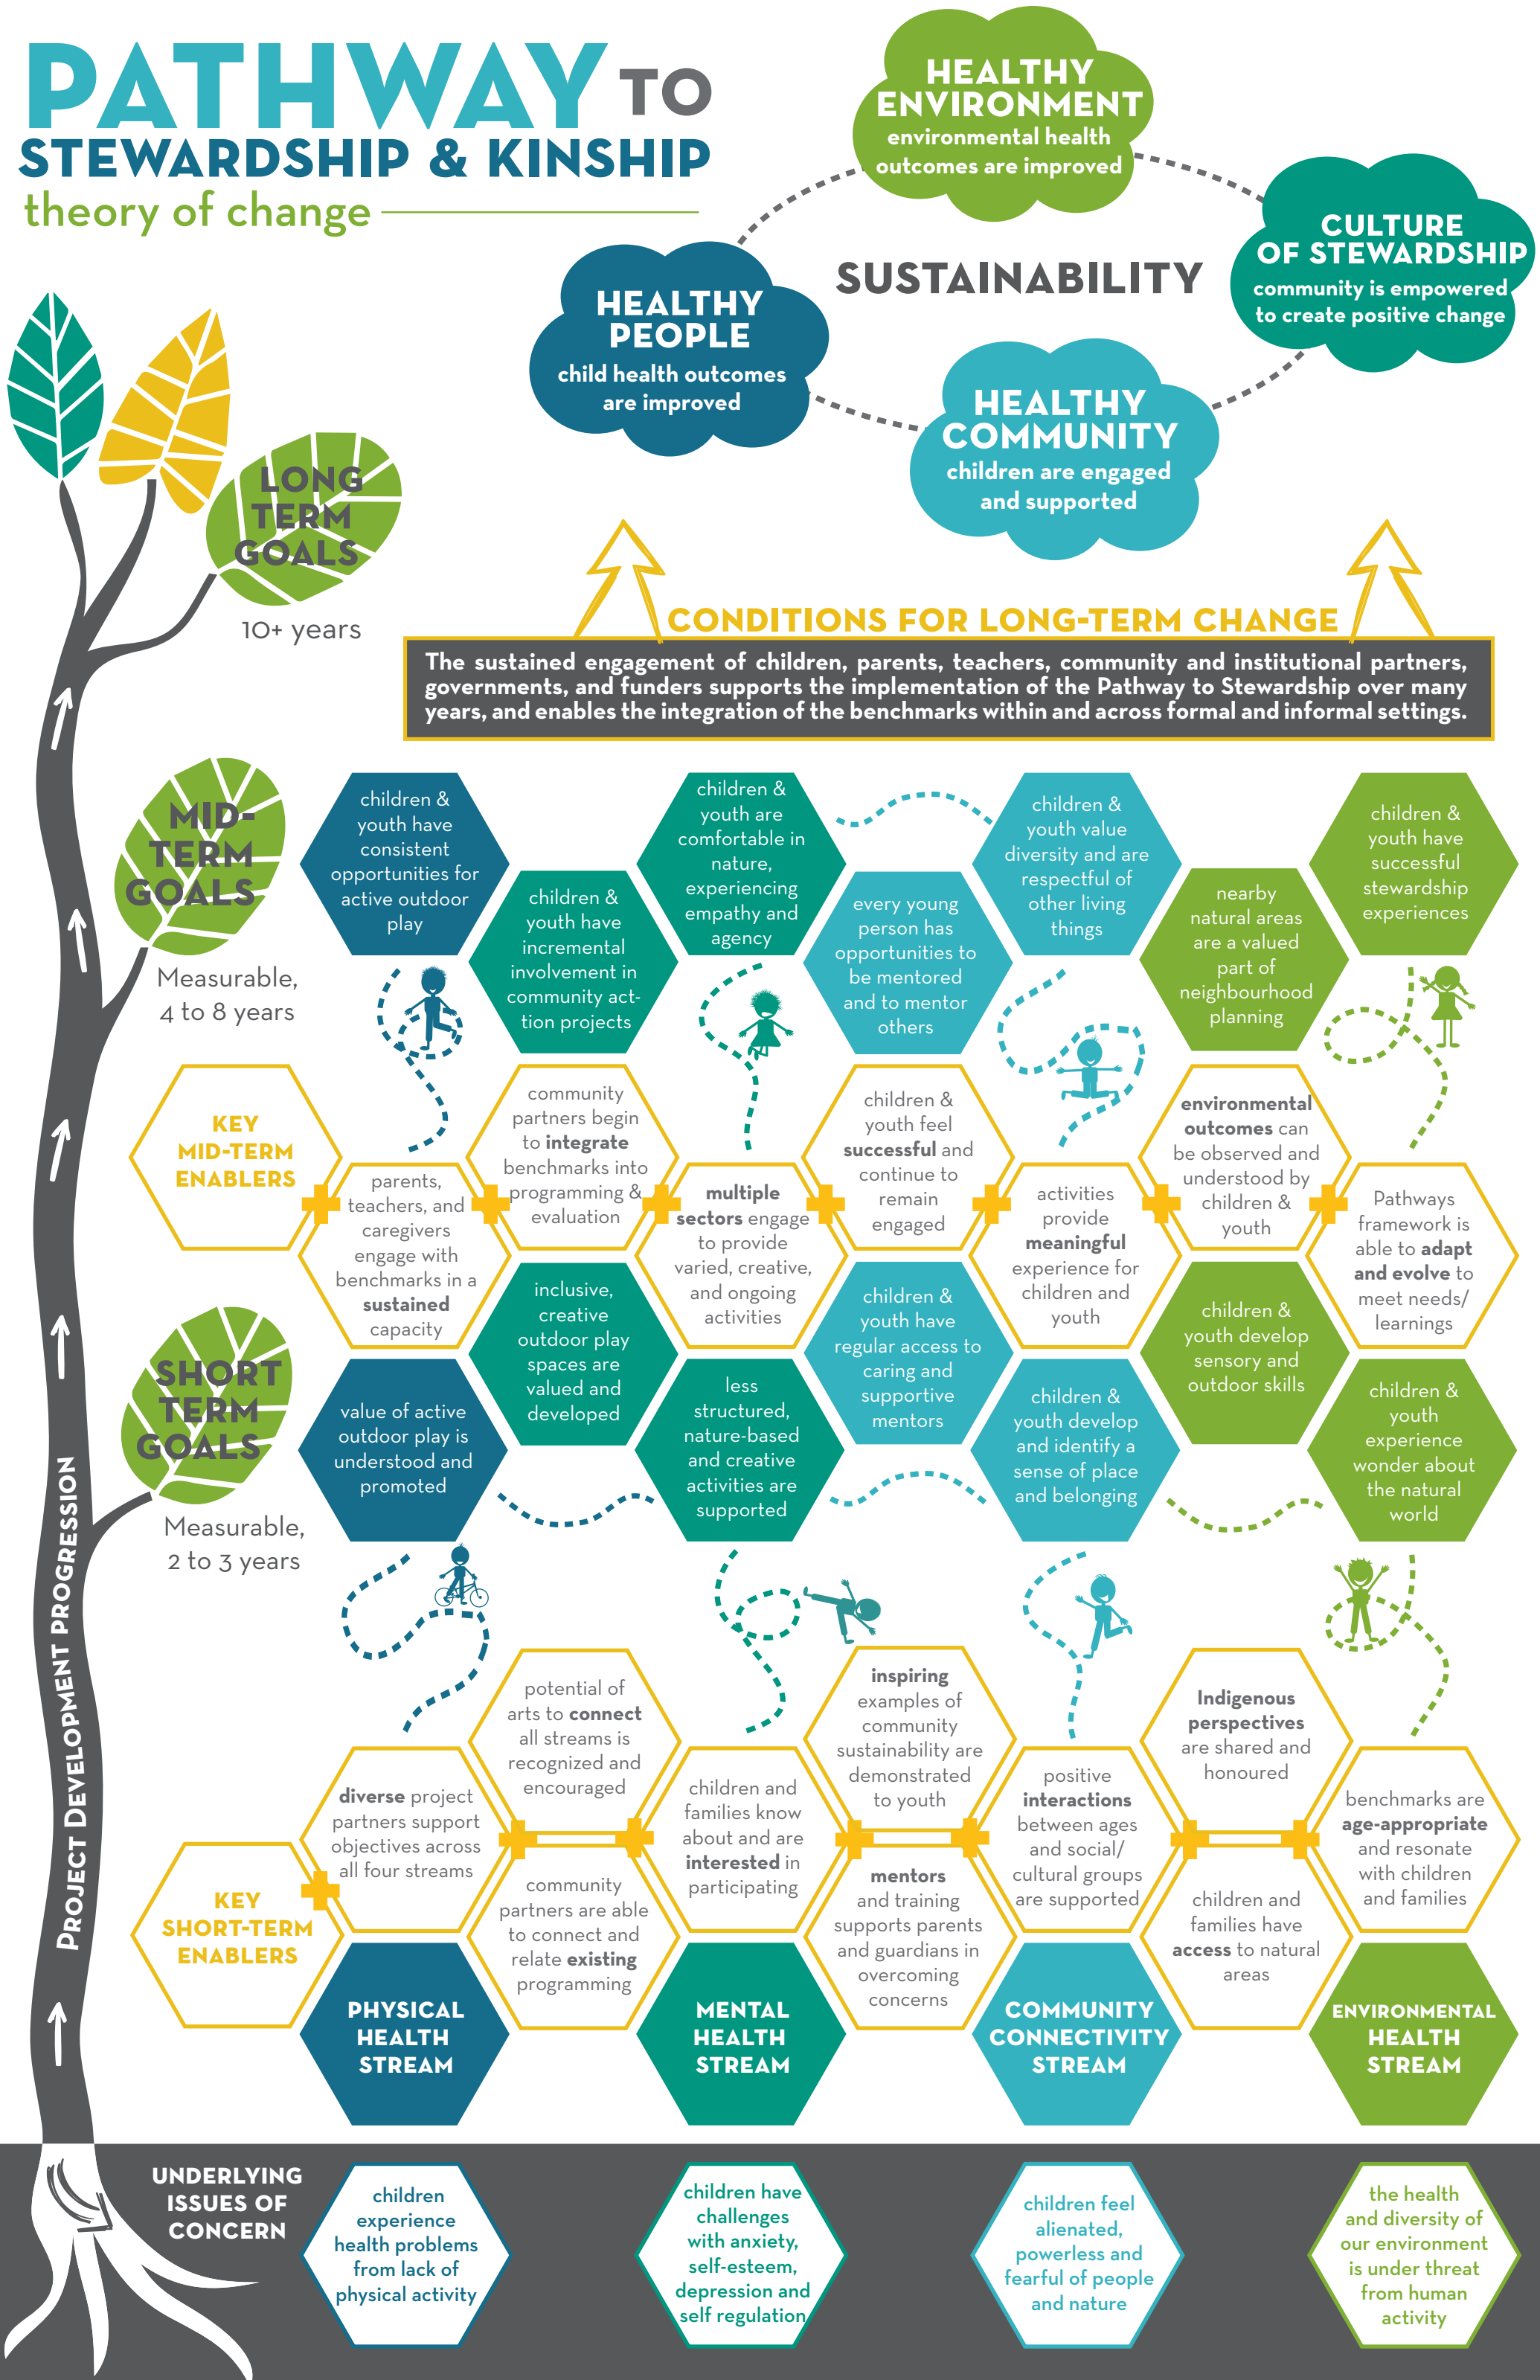 PATHWAY TO
STEWARDSHIP & KINSHIP
theory of change
HEALTHY
ENVIRONMENT
environmental health
outcomes are improved
CULTURE
OF STEWARDSHIP
community is empowered
to create positive change
SUSTAINABILITY
HEALTHY
PEOPLE
child health outcomes
are improved
HEALTHY
COMMUNITY
children are engaged
and supported
LONG
TERM
GOALS
10+ years
CONDITIONS FOR LONG-TERM CHANGE
The sustained engagement of children, parents, teachers, community and institutional partners,
governments, and funders supports the implementation of the Pathway to Stewardship over many
years, and enables the integration of the benchmarks within and across formal and informal settings.
MID-
TERM
GOALS
Measurable,
4 to 8 years
children &
youth have
consistent
opportunities for
active outdoor
play
children &
youth have
incremental
involvement in
community act-
tion projects
children &
youth are
comfortable in
nature,
experiencing
empathy and
agency
every young
person has
opportunities to
be mentored
and to mentor
others
children &
youth value
diversity and are
respectful of
other living
things
nearby
natural areas
are a valued
part of
neighbourhood
planning
children &
youth have
successful
stewardship
experiences
KEY
MID-TERM
ENABLERS
parents,
teachers, and
caregivers
engage with
benchmarks in a
sustained
capacity
community
partners begin
to integrate
benchmarks into
programming &
evaluation
multiple
sectors engage
to provide
varied, creative,
and ongoing
activities
children &
youth feel
successful and
continue to
remain
engaged
activities
provide
meaningful
experience for
children and
youth
environmental
outcomes can
be observed and
understood by
children &
youth
Pathways
framework is
able to adapt
and evolve to
meet needs/
learnings
SHORT
TERM
GOALS
Measurable,
2 to 3 years
value of active
outdoor play is
understood and
promoted
inclusive,
creative
outdoor play
spaces are
valued and
developed
less
structured,
nature-based
and creative
activities are
supported
children &
youth have
regular access to
caring and
supportive
mentors
children &
youth develop
and identify a
sense of place
and belonging
children &
youth develop
sensory and
outdoor skills
children &
youth
experience
wonder about
the natural
world
PROJECT DEVELOPMENT PROGRESSION
KEY
SHORT-TERM
ENABLERS
diverse project
partners support
objectives across
all four streams
potential of
arts to connect
all streams is
recognized and
encouraged
community
partners are able
to connect and
relate existing
programming
children and
families know
about and are
interested in
participating
inspiring
examples of
community
sustainability are
demonstrated
to youth
mentors
and training
supports parents
and guardians in
overcoming
concerns
positive
interactions
between ages
and social/
cultural groups
are supported
Indigenous
perspectives
are shared and
honoured
children and
families have
access to natural
areas
benchmarks are
age-appropriate
and resonate
with children
and families
PHYSICAL
HEALTH
STREAM
MENTAL
HEALTH
STREAM
COMMUNITY
CONNECTIVITY
STREAM
ENVIRONMENTAL
HEALTH
STREAM
UNDERLYING
ISSUES OF
CONCERN
children
experience
health problems
from lack of
physical activity
children have
challenges
with anxiety,
self-esteem,
depression and
self regulation
children feel
alienated,
powerless and
fearful of people
and nature
the health
and diversity of
our environment
is under threat
from human
activity